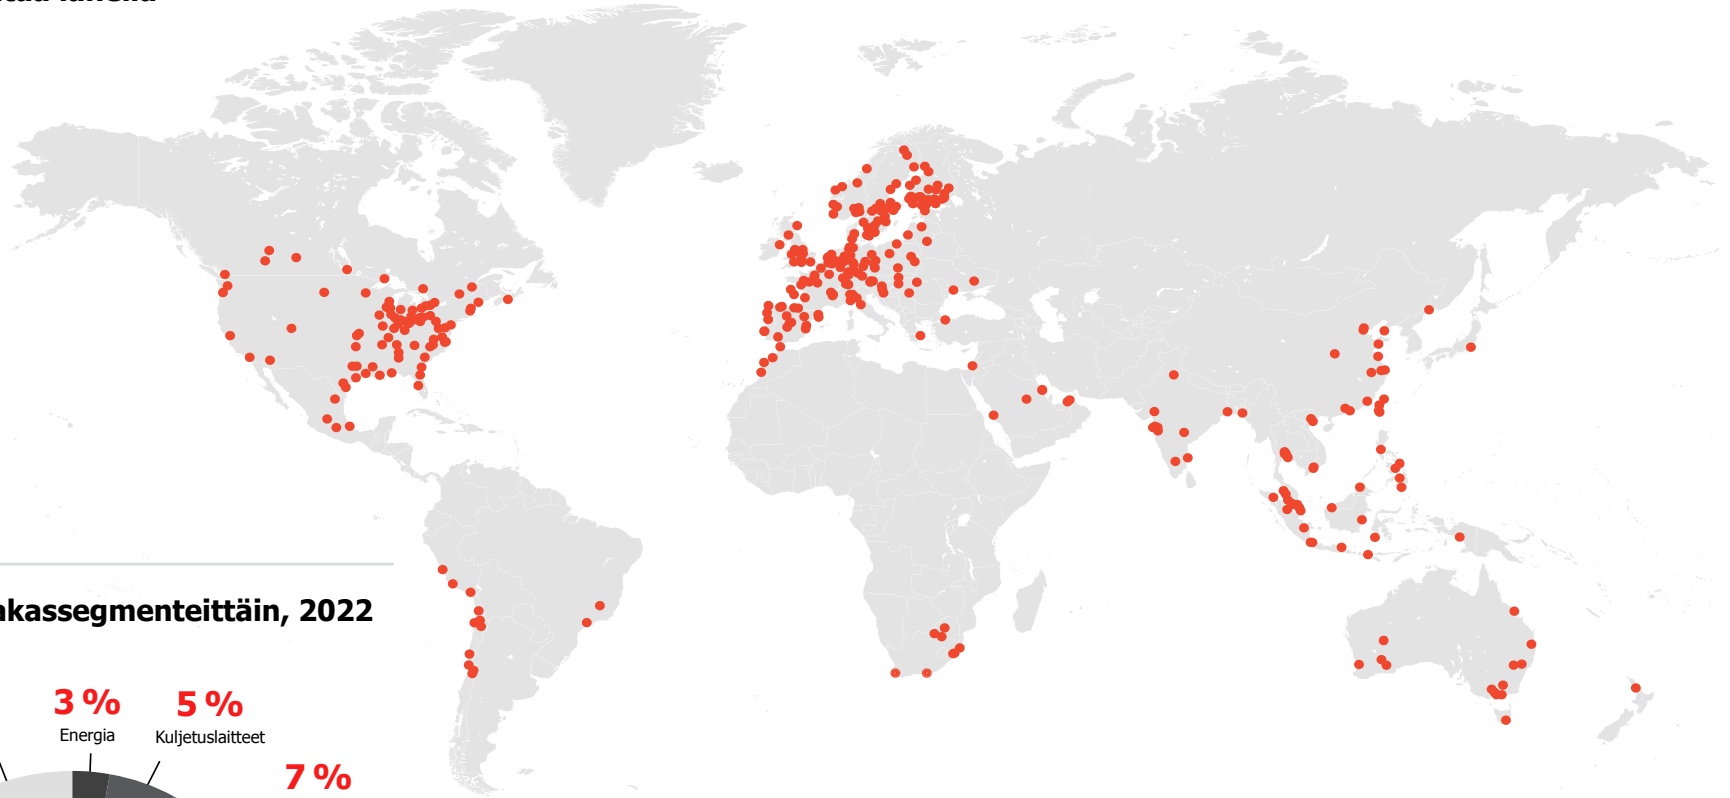 akassegmenteittäin, 2022
3 % 5 %
Energia Kuljetuslaitteet
7 %